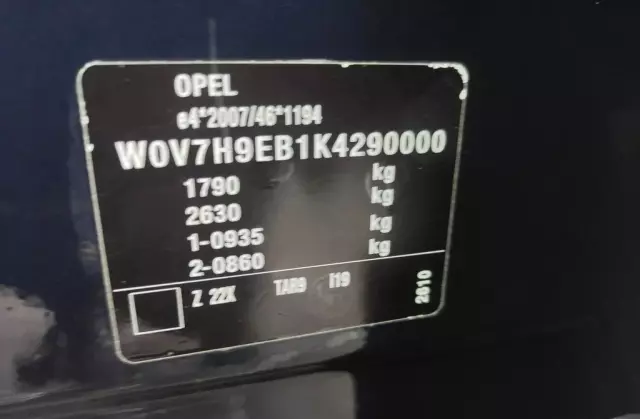 OPEL
e4*2007/46*1194
W0V7H9EB1K4290000
1790 kg
2630 kg
1-0935 kg
2-0860 kg
Z 22X TAR9 I19 2610